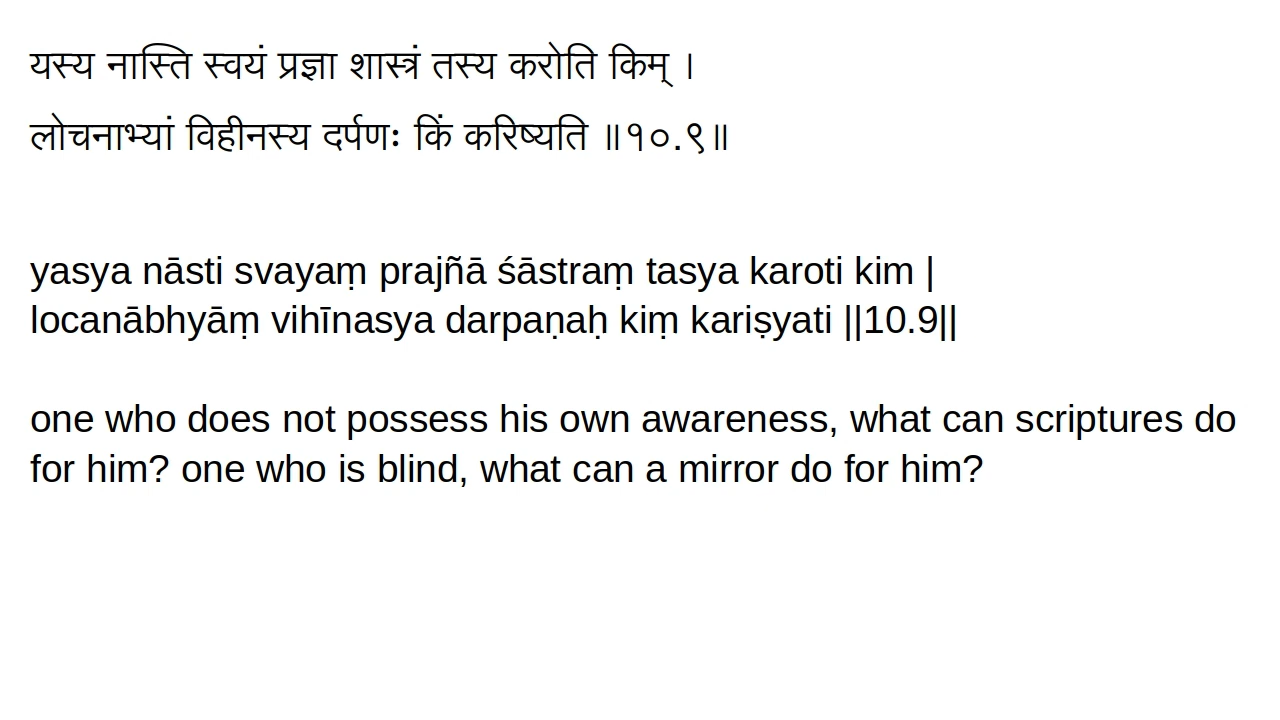 यस्य नास्ति स्वयं प्रज्ञा शास्त्रं तस्य करोति किम् ।
लोचनाभ्यां विहीनस्य दर्पणः किं करिष्यति ॥१०.९॥
yasya nāsti svayaṃ prajñā śāstraṃ tasya karoti kim |
locanābhyāṃ vihīnasya darpaṇaḥ kiṃ kariṣyati ||10.9||
one who does not possess his own awareness, what can scriptures do
for him? one who is blind, what can a mirror do for him?